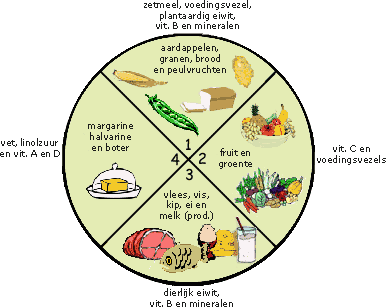 zetmeel, voedingsvezel,
plantaardig eiwit,
vit. B en mineralen
aardappelen,
granen, brood
en peulvruchten
margarine
halvarine
en boter
vet, linolzuur
en vit. A en D
1
4 2
3
fruit en
groente
vit. C en
voedingsvezels
vlees, vis,
kip, ei en
melk (prod.)
dierlijk eiwit,
vit. B en mineralen